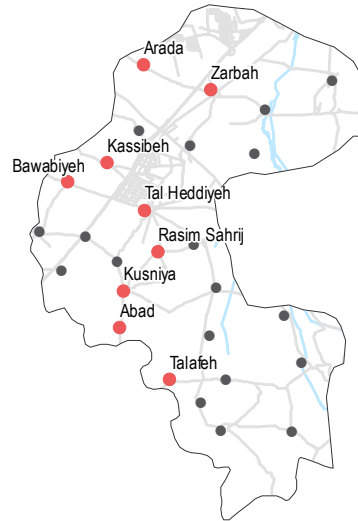 Arada
Zarbah
Kassibeh
Bawabiyeh
Tal Heddiyeh
Rasim Sahrij
Kusniya
Abad
Talafeh